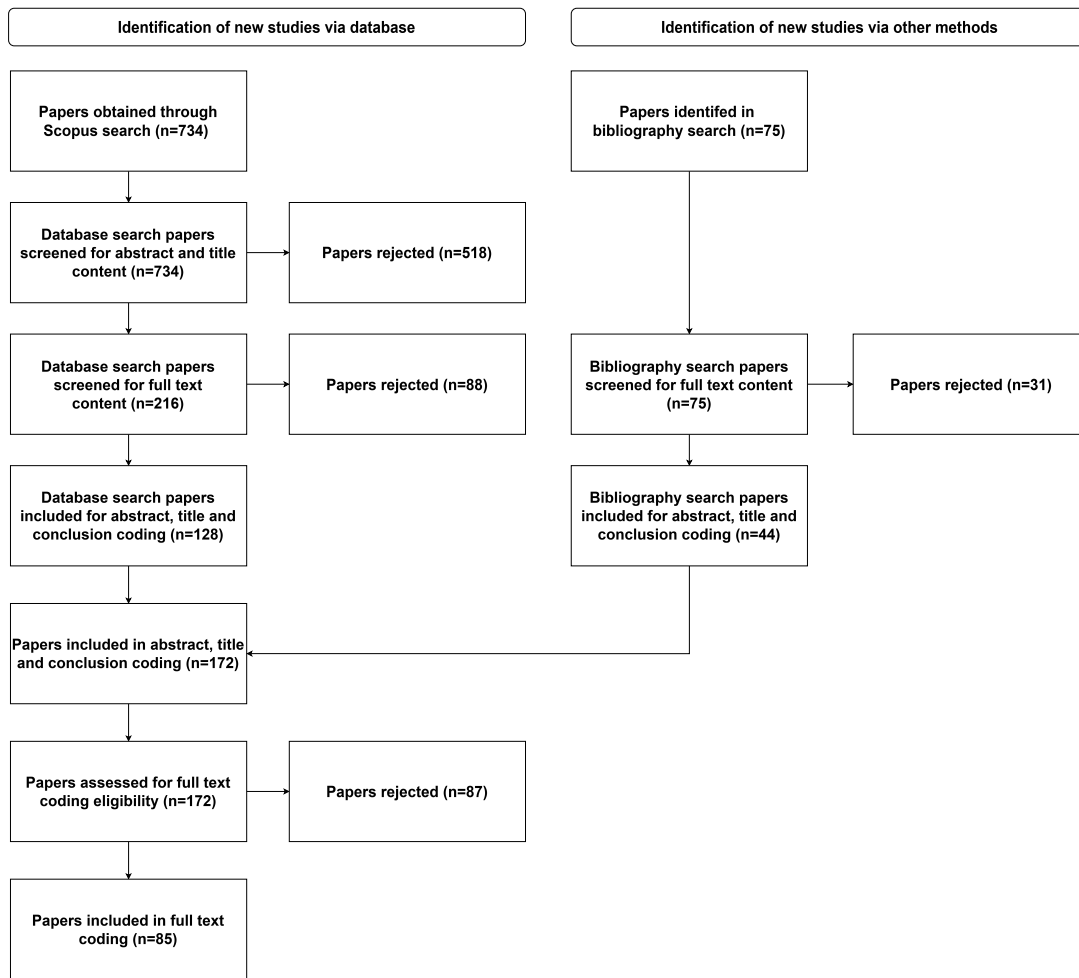 Identification of new studies via database
Identification of new studies via other methods
Papers obtained through
Scopus search (n=734)
Papers identifed in
bibliography search (n=75)
Database search papers
screened for abstract and title
content (n=734)
Papers rejected (n=518)
Database search papers
screened for full text
content (n=216)
Papers rejected (n=88)
Bibliography search papers
screened for full text content
(n=75)
Papers rejected (n=31)
Database search papers
included for abstract, title and
conclusion coding (n=128)
Bibliography search papers
included for abstract, title and
conclusion coding (n=44)
Papers included in abstract, title
and conclusion coding (n=172)
Papers assessed for full text
coding eligibility (n=172)
Papers rejected (n=87)
Papers included in full text
coding (n=85)